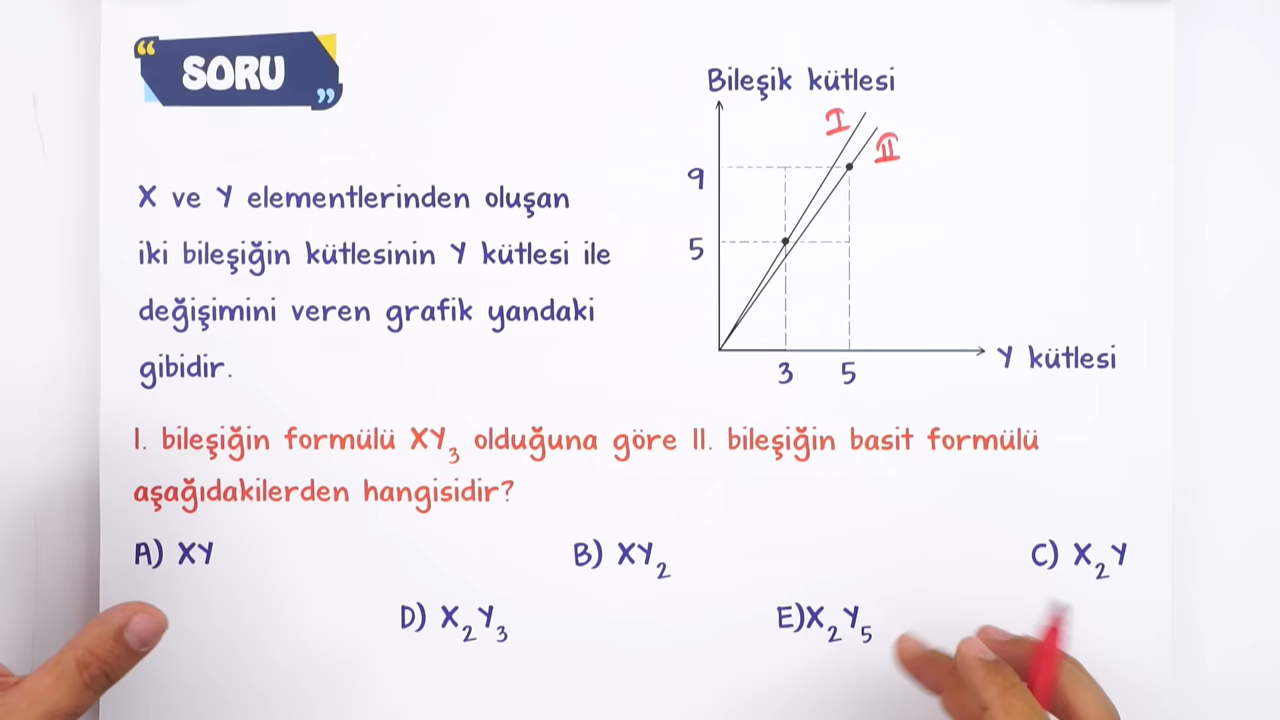 “ SORU ”
Bileşik kütlesi
I
II
9
5
3 5
Y kütlesi
X ve Y elementlerinden oluşan
iki bileşiğin kütlesinin Y kütlesi ile
değişimini veren grafik yandaki
gibidir.
I. bileşiğin formülü XY₃ olduğuna göre II. bileşiğin basit formülü
aşağıdakilerden hangisidir?
A) XY B) XY₂ C) X₂Y
D) X₂Y₃ E)X₂Y₅